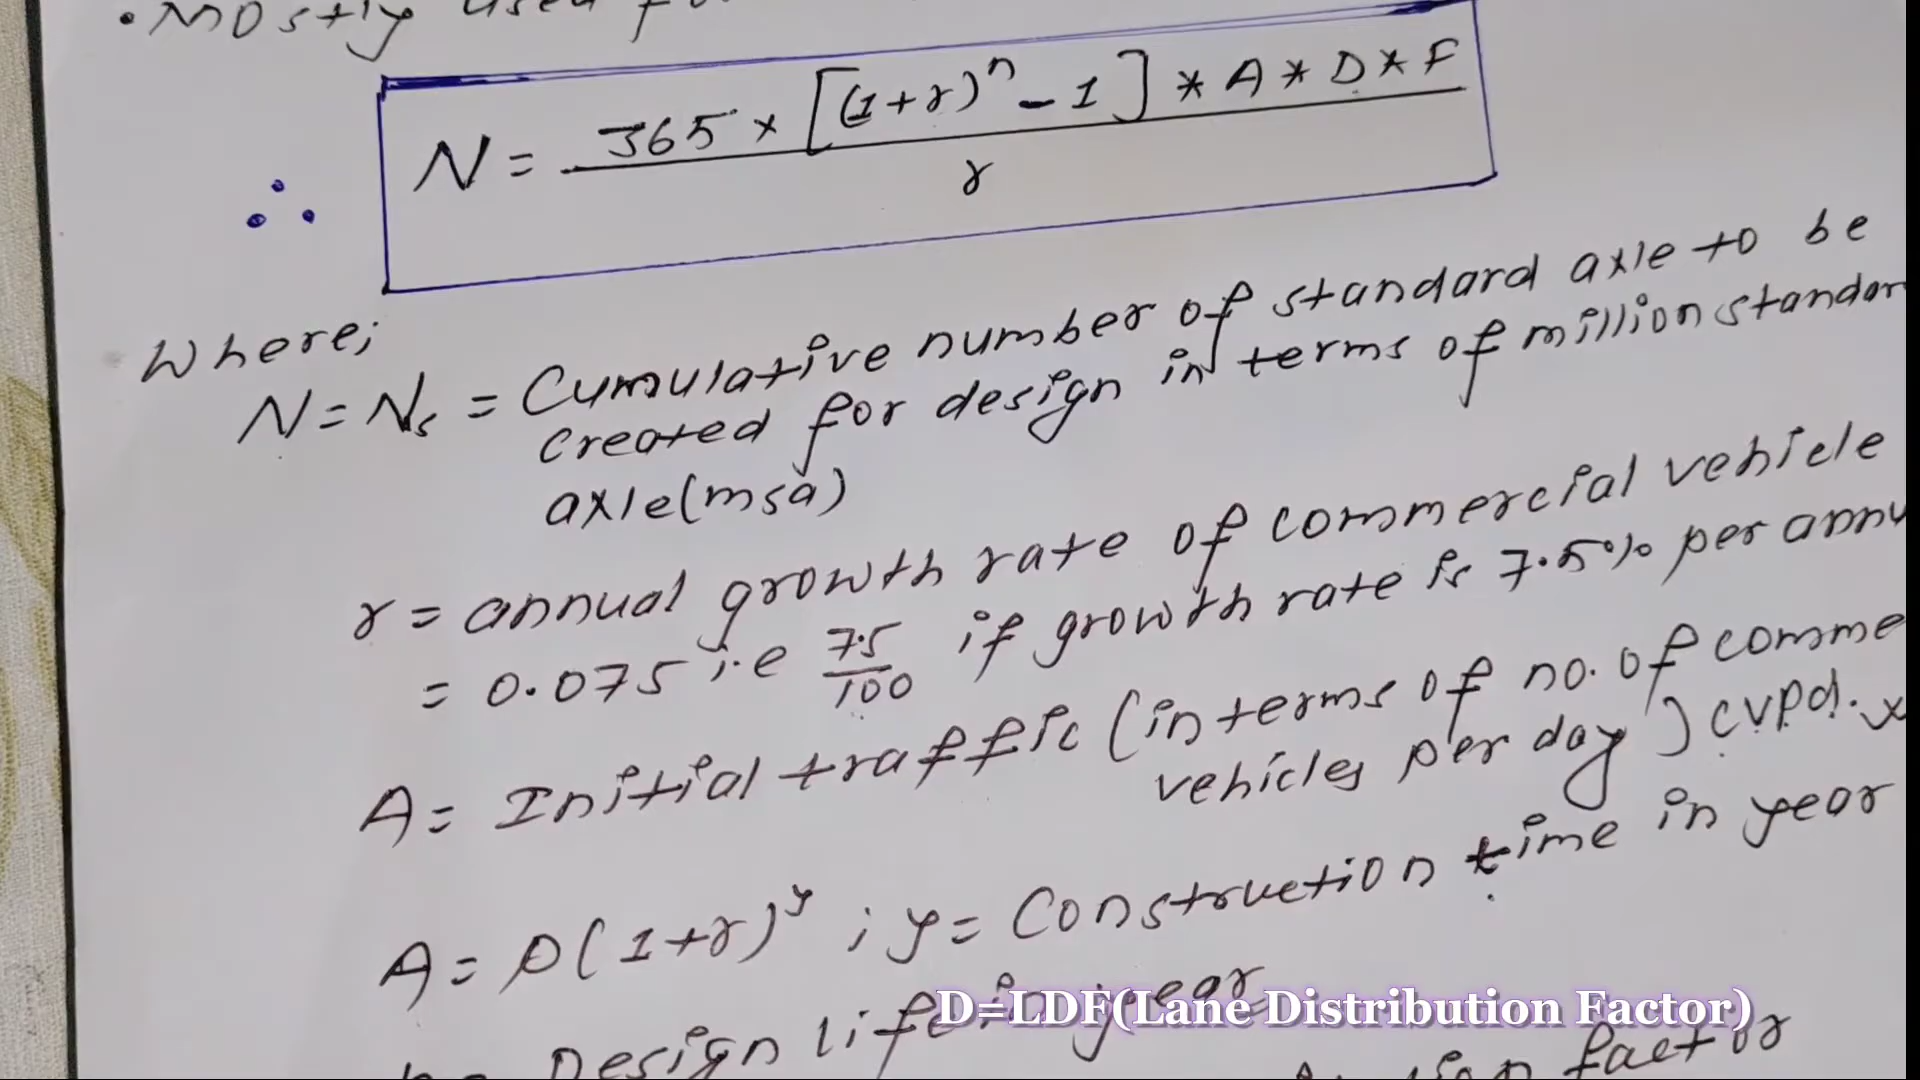 • Mostly used for
N = 365 × [(1+r)ⁿ - 1] * A * D * F
r
∴
Where;
N = Ns = Cumulative number of standard axle to be
created for design in terms of million standar
axle(msa)
r = annual growth rate of commercial vehicle
= 0.075 i.e 7.5/100 if growth rate is 7.5% per annu
A = Initial traffic (in terms of no. of comme
vehicles per day) CVPD.
A = P(1+r)^y ; y = Construction time in year
Design life in year
D=LDF(Lane Distribution Factor)
factor